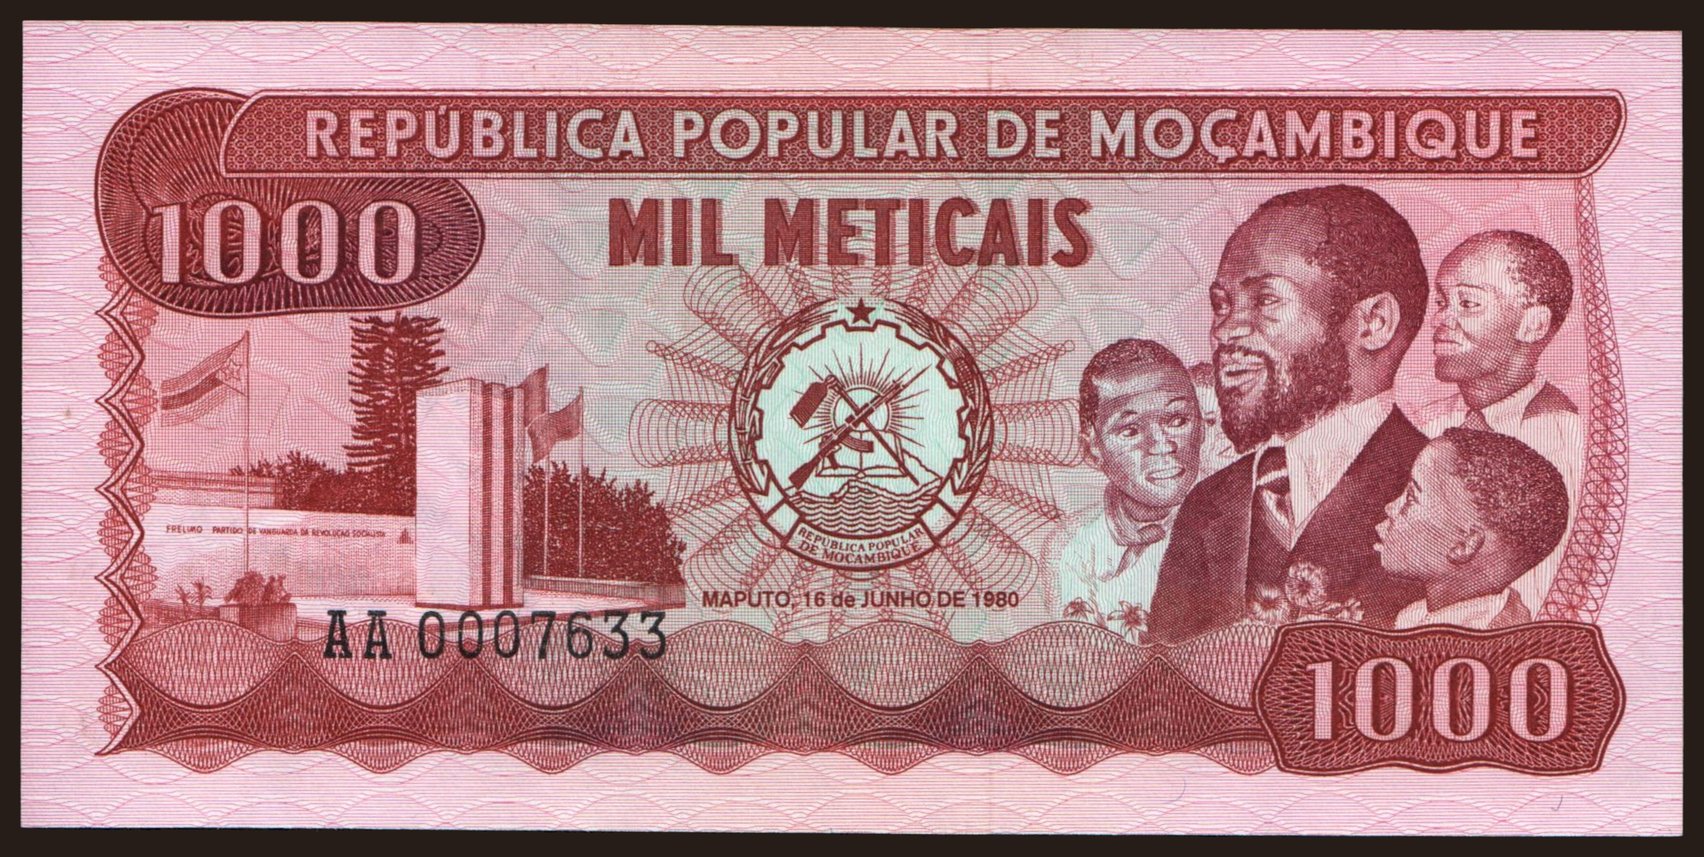 REPÚBLICA POPULAR DE MOÇAMBIQUE
1000
MIL METICAIS
FRELIMO PARTIDO DE VANGUARDA DA REVOLUÇÃO SOCIALISTA
REPÚBLICA POPULAR
DE MOÇAMBIQUE
MAPUTO, 16 de JUNHO DE 1980
AA 0007633
1000